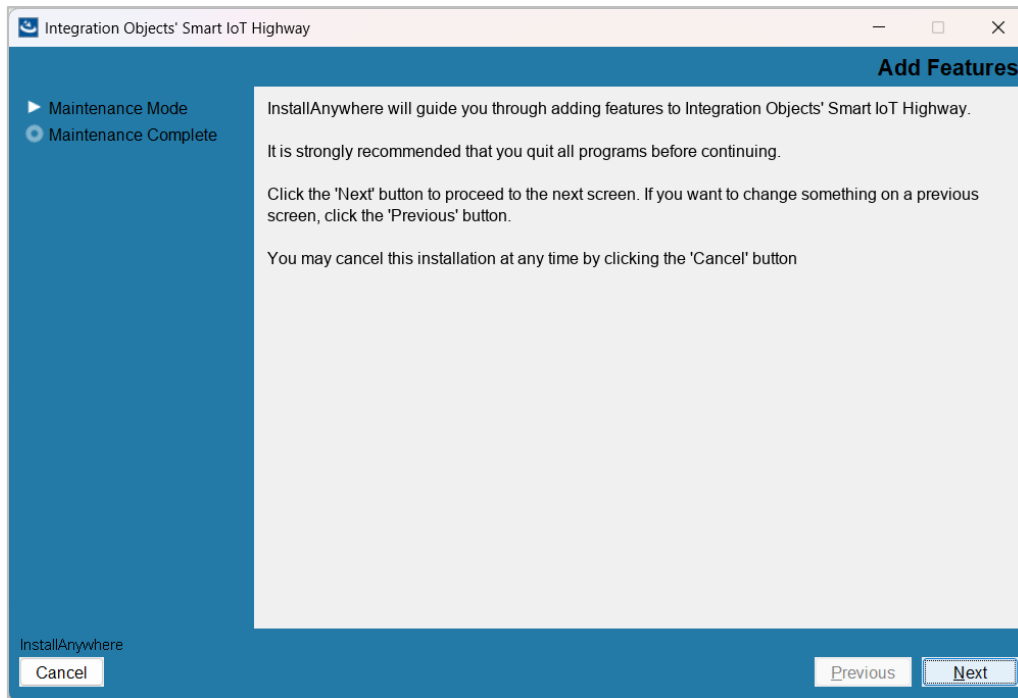 Integration Objects' Smart IoT Highway
Add Features
Maintenance Mode
Maintenance Complete
InstallAnywhere will guide you through adding features to Integration Objects' Smart IoT Highway.
It is strongly recommended that you quit all programs before continuing.
Click the 'Next' button to proceed to the next screen. If you want to change something on a previous
screen, click the 'Previous' button.
You may cancel this installation at any time by clicking the 'Cancel' button
InstallAnywhere
Cancel
Previous
Next